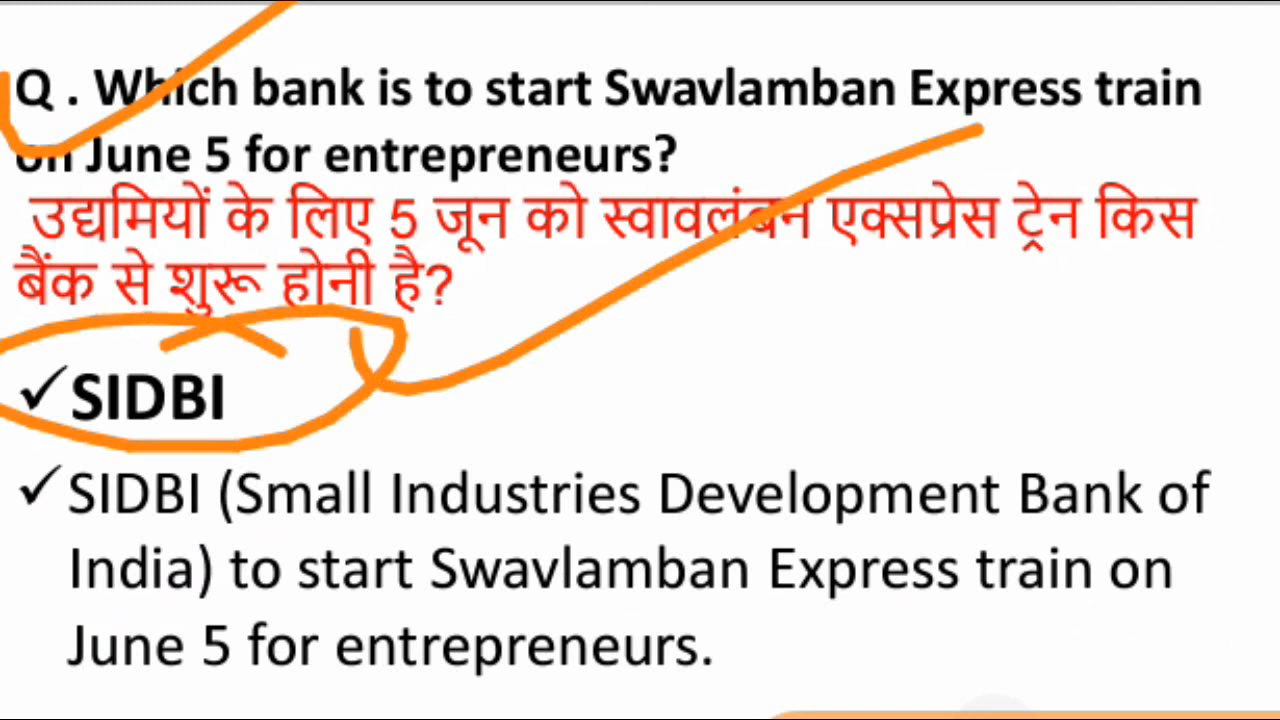 Q . Which bank is to start Swavlamban Express train
on June 5 for entrepreneurs?
उद्यमियों के लिए 5 जून को स्वावलंबन एक्सप्रेस ट्रेन किस
बैंक से शुरू होनी है?
✓SIDBI
✓SIDBI (Small Industries Development Bank of
India) to start Swavlamban Express train on
June 5 for entrepreneurs.